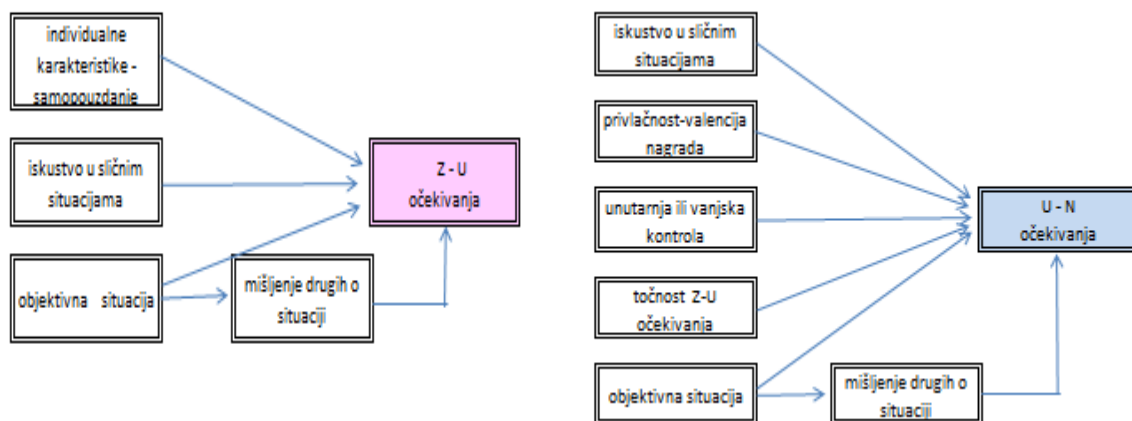 individualne
karakteristike -
samopouzdanje
iskustvo u sličnim
situacijama
objektivna situacija
mišljenje drugih o
situaciji
Z - U
očekivanja
iskustvo u sličnim
situacijama
privlačnost-valencija
nagrada
unutarnja ili vanjska
kontrola
točnost Z-U
očekivanja
objektivna situacija
mišljenje drugih o
situaciji
U - N
očekivanja